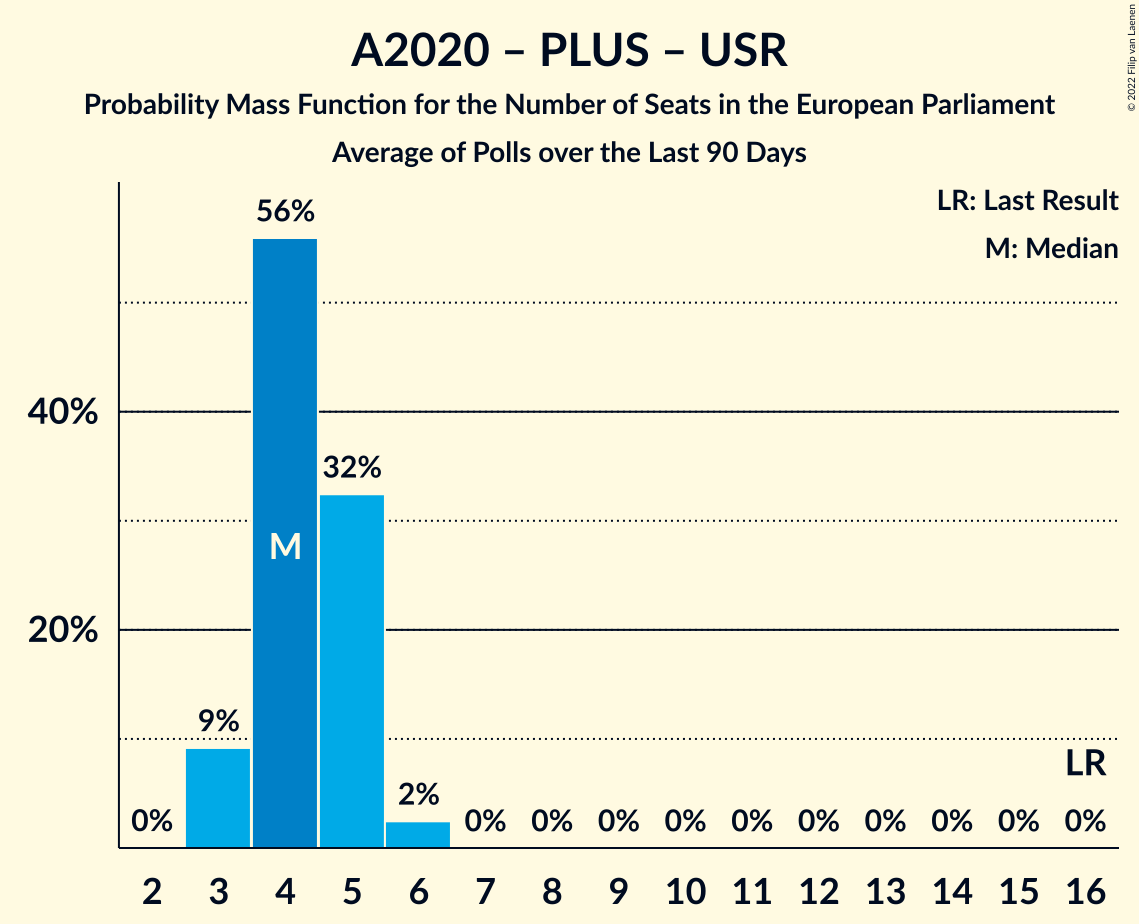 A2020 – PLUS – USR
Probability Mass Function for the Number of Seats in the European Parliament
Average of Polls over the Last 90 Days
© 2022 Filip van Laenen
LR: Last Result
M: Median
56%
40%
32%
M
20%
9%
LR
2%
0% 0% 0% 0% 0% 0% 0% 0% 0% 0% 0%
2 3 4 5 6 7 8 9 10 11 12 13 14 15 16